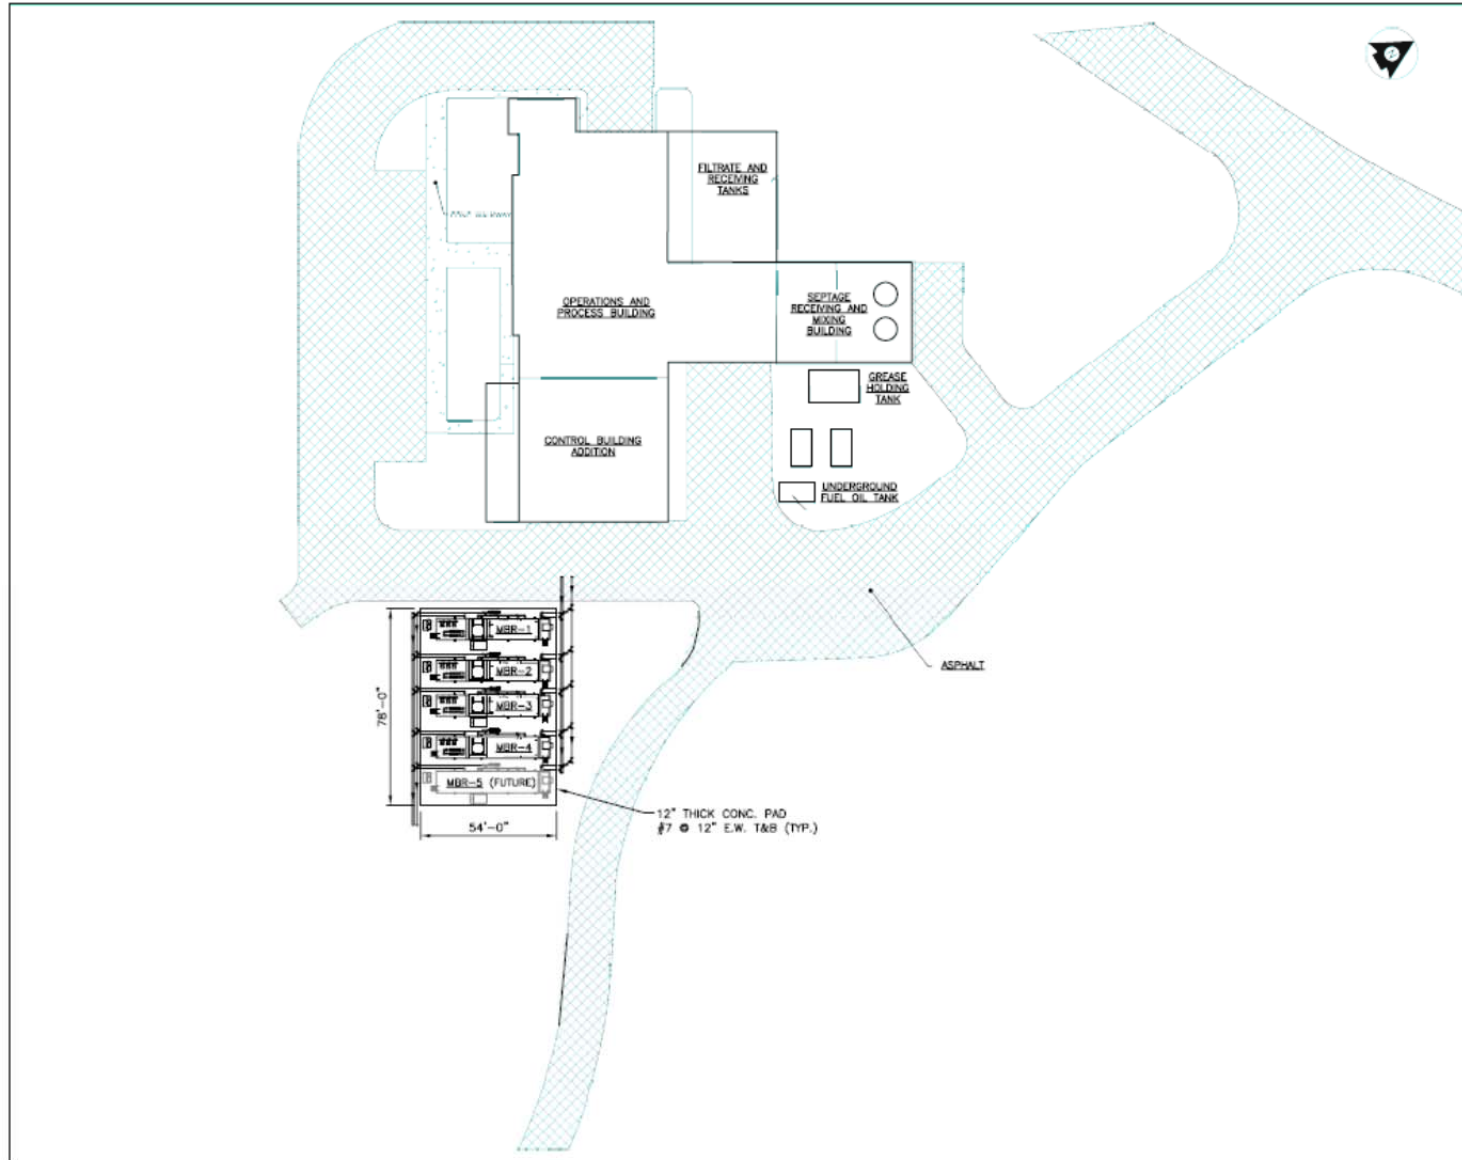 FILTRATE AND
RECEIVING
TANKS
OPERATIONS AND
PROCESS BUILDING
SEPTAGE
RECEIVING AND
MIXING
BUILDING
GREASE
HOLDING
TANK
CONTROL BUILDING
ADDITION
UNDERGROUND
FUEL OIL TANK
ASPHALT
MBR-1
MBR-2
MBR-3
MBR-4
MBR-5 (FUTURE)
78'-0"
54'-0"
12" THICK CONC. PAD
#7 @ 12" E.W. T&B (TYP.)